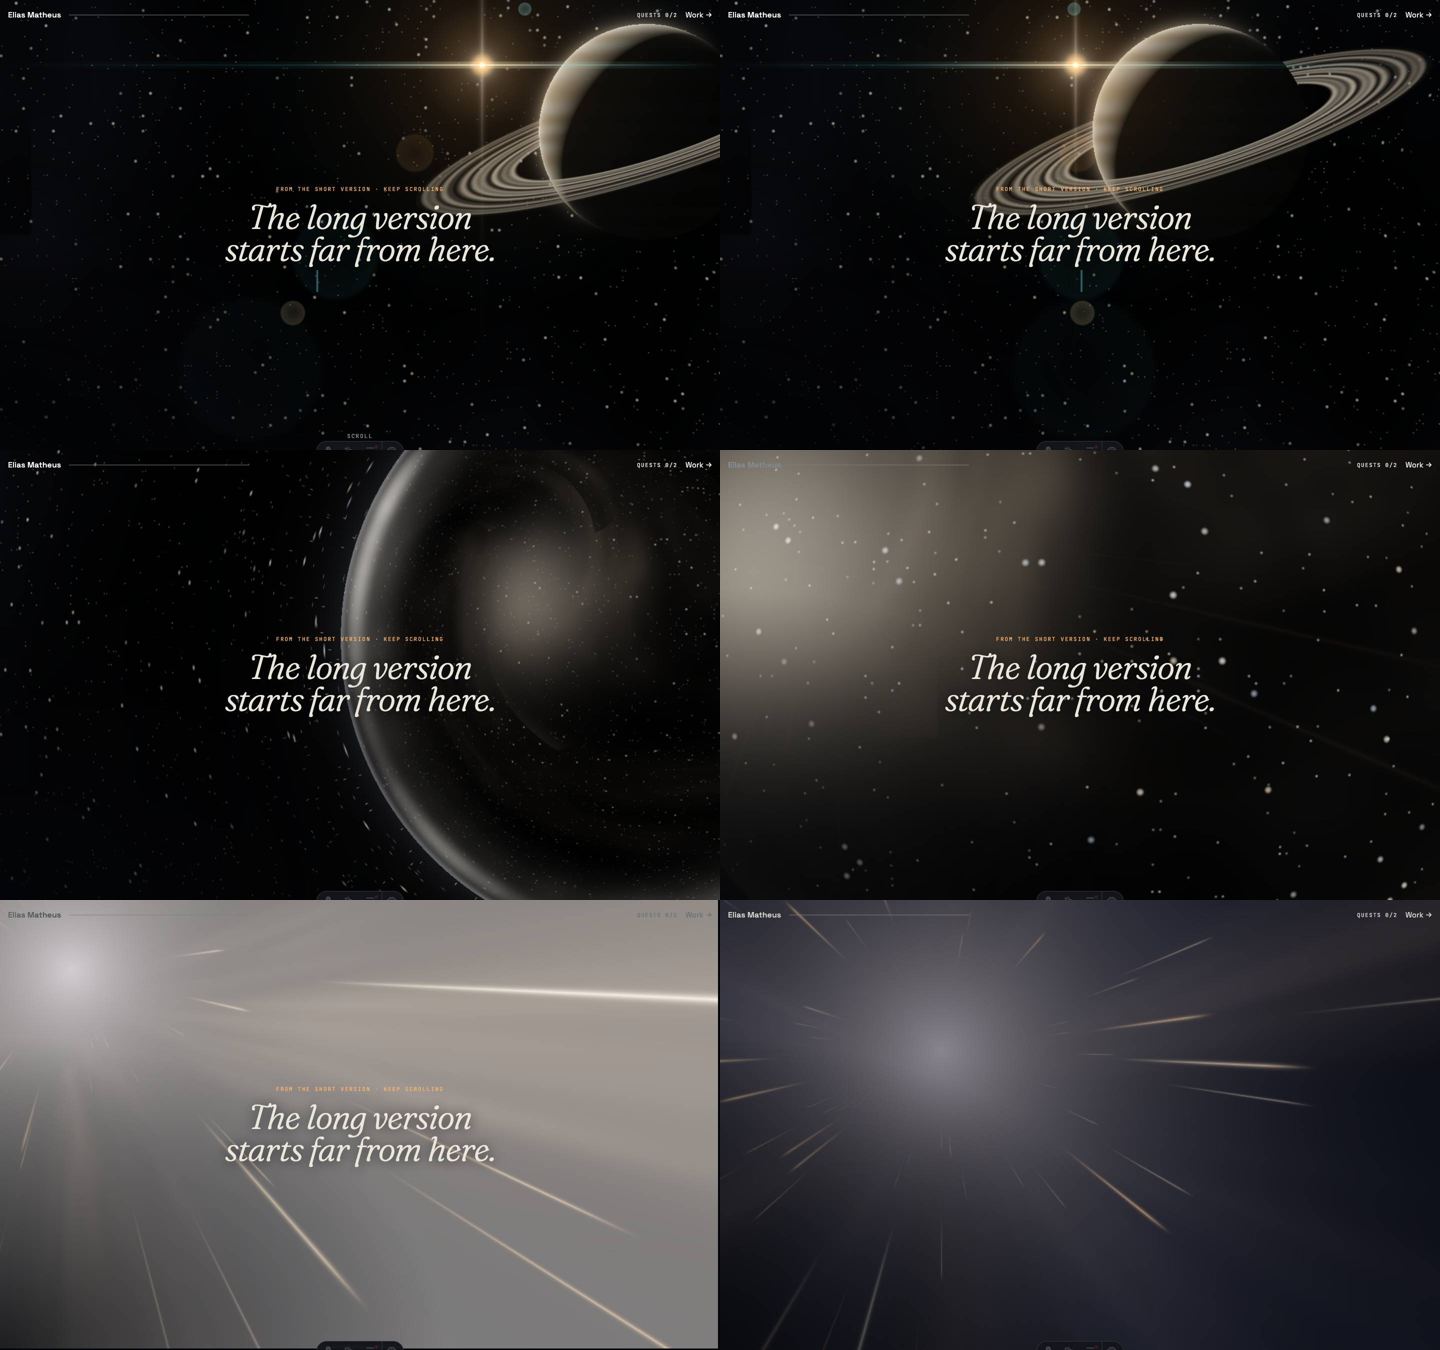 Elias Matheus
QUESTS 0/2 Work →
FROM THE SHORT VERSION · KEEP SCROLLING
The long version
starts far from here.
SCROLL
Elias Matheus
QUESTS 0/2 Work →
FROM THE SHORT VERSION · KEEP SCROLLING
The long version
starts far from here.
Elias Matheus
QUESTS 0/2 Work →
FROM THE SHORT VERSION · KEEP SCROLLING
The long version
starts far from here.
Elias Matheus
QUESTS 0/2 Work →
FROM THE SHORT VERSION · KEEP SCROLLING
The long version
starts far from here.
Elias Matheus
QUESTS 0/2 Work →
FROM THE SHORT VERSION · KEEP SCROLLING
The long version
starts far from here.
Elias Matheus
QUESTS 0/2 Work →